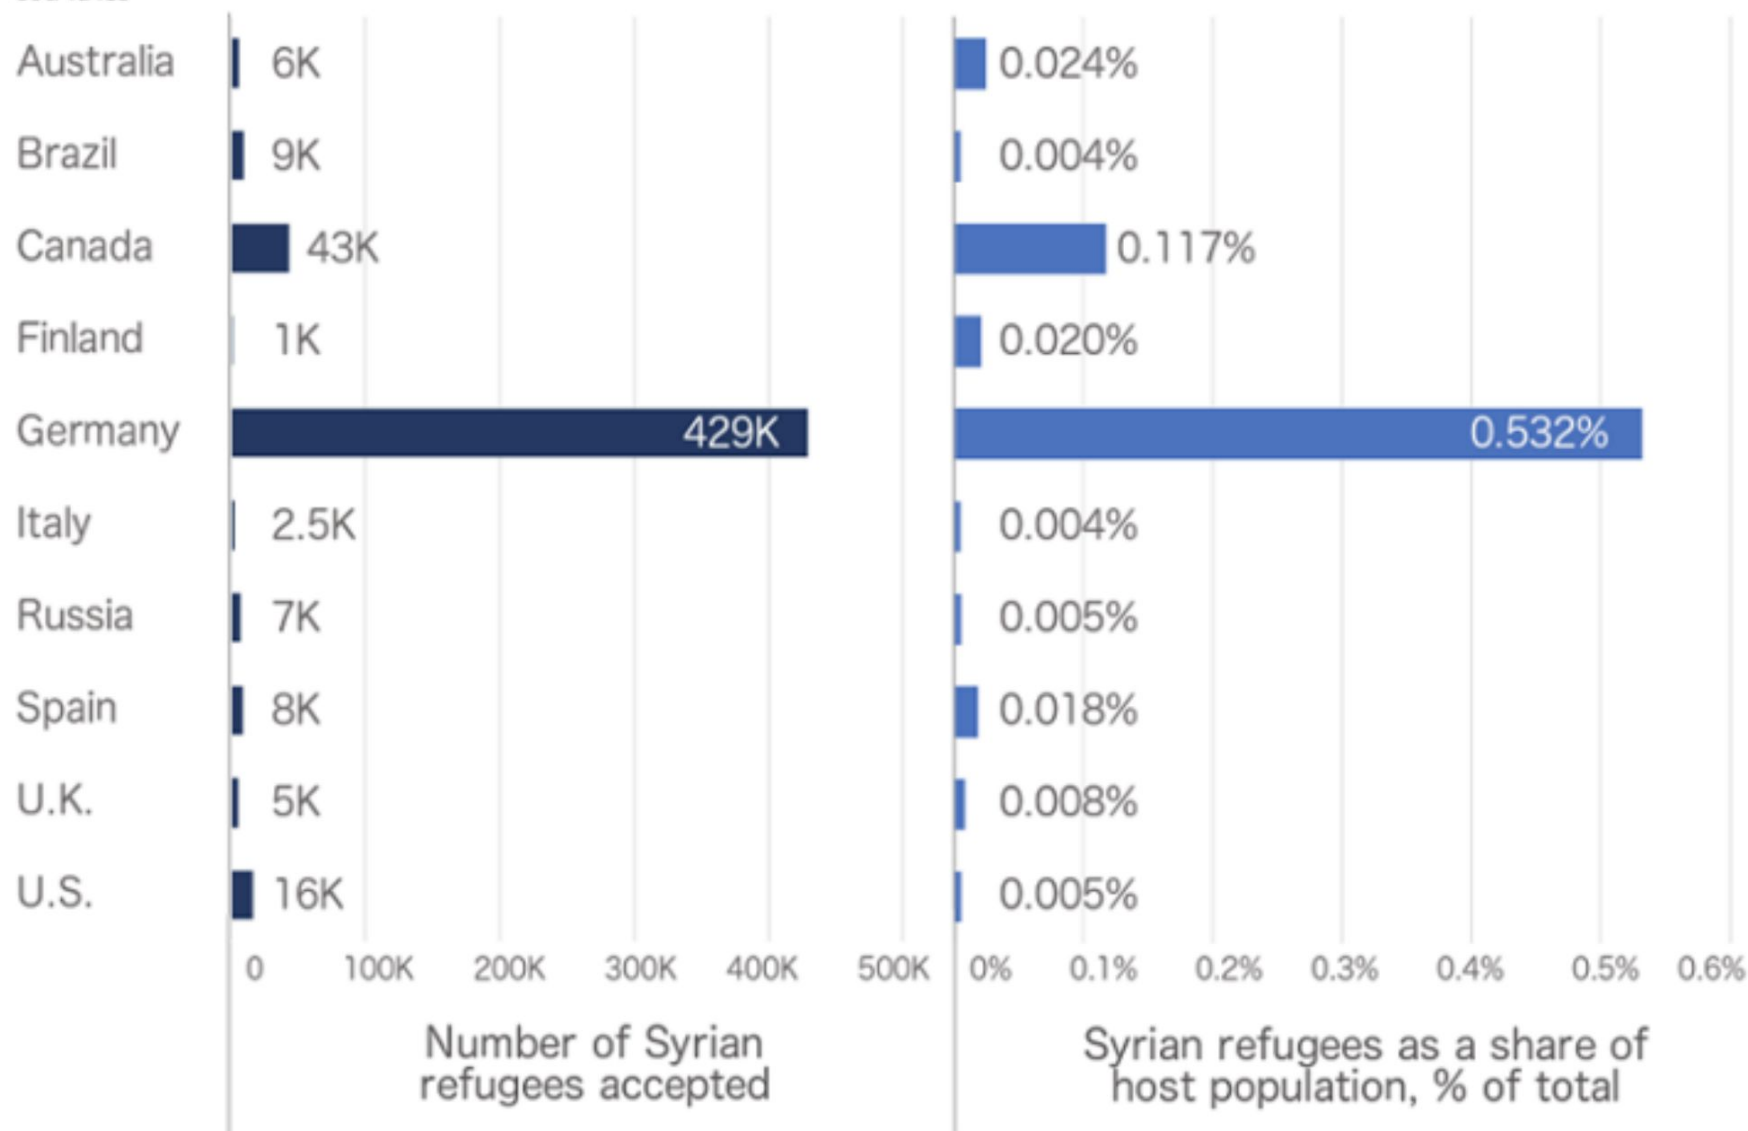 Australia 6K 0.024%
Brazil 9K 0.004%
Canada 43K 0.117%
Finland 1K 0.020%
Germany 429K 0.532%
Italy 2.5K 0.004%
Russia 7K 0.005%
Spain 8K 0.018%
U.K. 5K 0.008%
U.S. 16K 0.005%
0 100K 200K 300K 400K 500K 0% 0.1% 0.2% 0.3% 0.4% 0.5% 0.6%
Number of Syrian
refugees accepted
Syrian refugees as a share of
host population, % of total